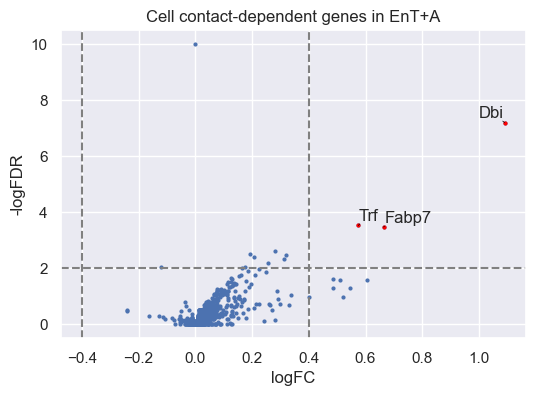 Cell contact-dependent genes in EnT+A
10
8
6
4
2
0
-logFDR
Dbi
Trf
Fabp7
−0.4 −0.2 0.0 0.2 0.4 0.6 0.8 1.0
logFC